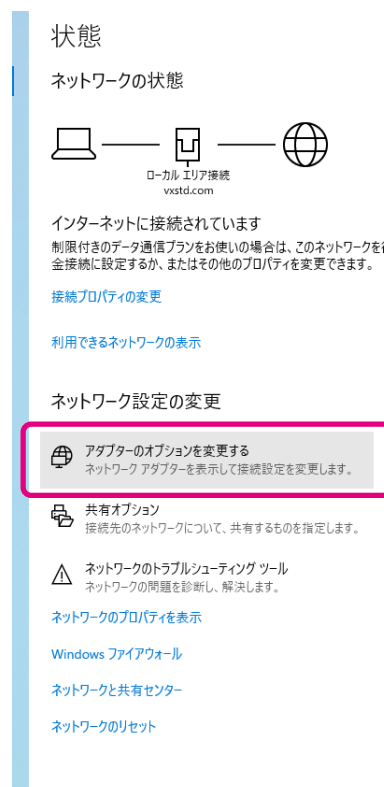 状態
ネットワークの状態
ローカル エリア接続
vxstd.com
インターネットに接続されています
制限付きのデータ通信プランをお使いの場合は、このネットワークを
金接続に設定するか、またはその他のプロパティを変更できます。
接続プロパティの変更
利用できるネットワークの表示
ネットワーク設定の変更
アダプターのオプションを変更する
ネットワーク アダプターを表示して接続設定を変更します。
共有オプション
接続先のネットワークについて、共有するものを指定します。
ネットワークのトラブルシューティング ツール
ネットワークの問題を診断し、解決します。
ネットワークのプロパティを表示
Windows ファイアウォール
ネットワークと共有センター
ネットワークのリセット